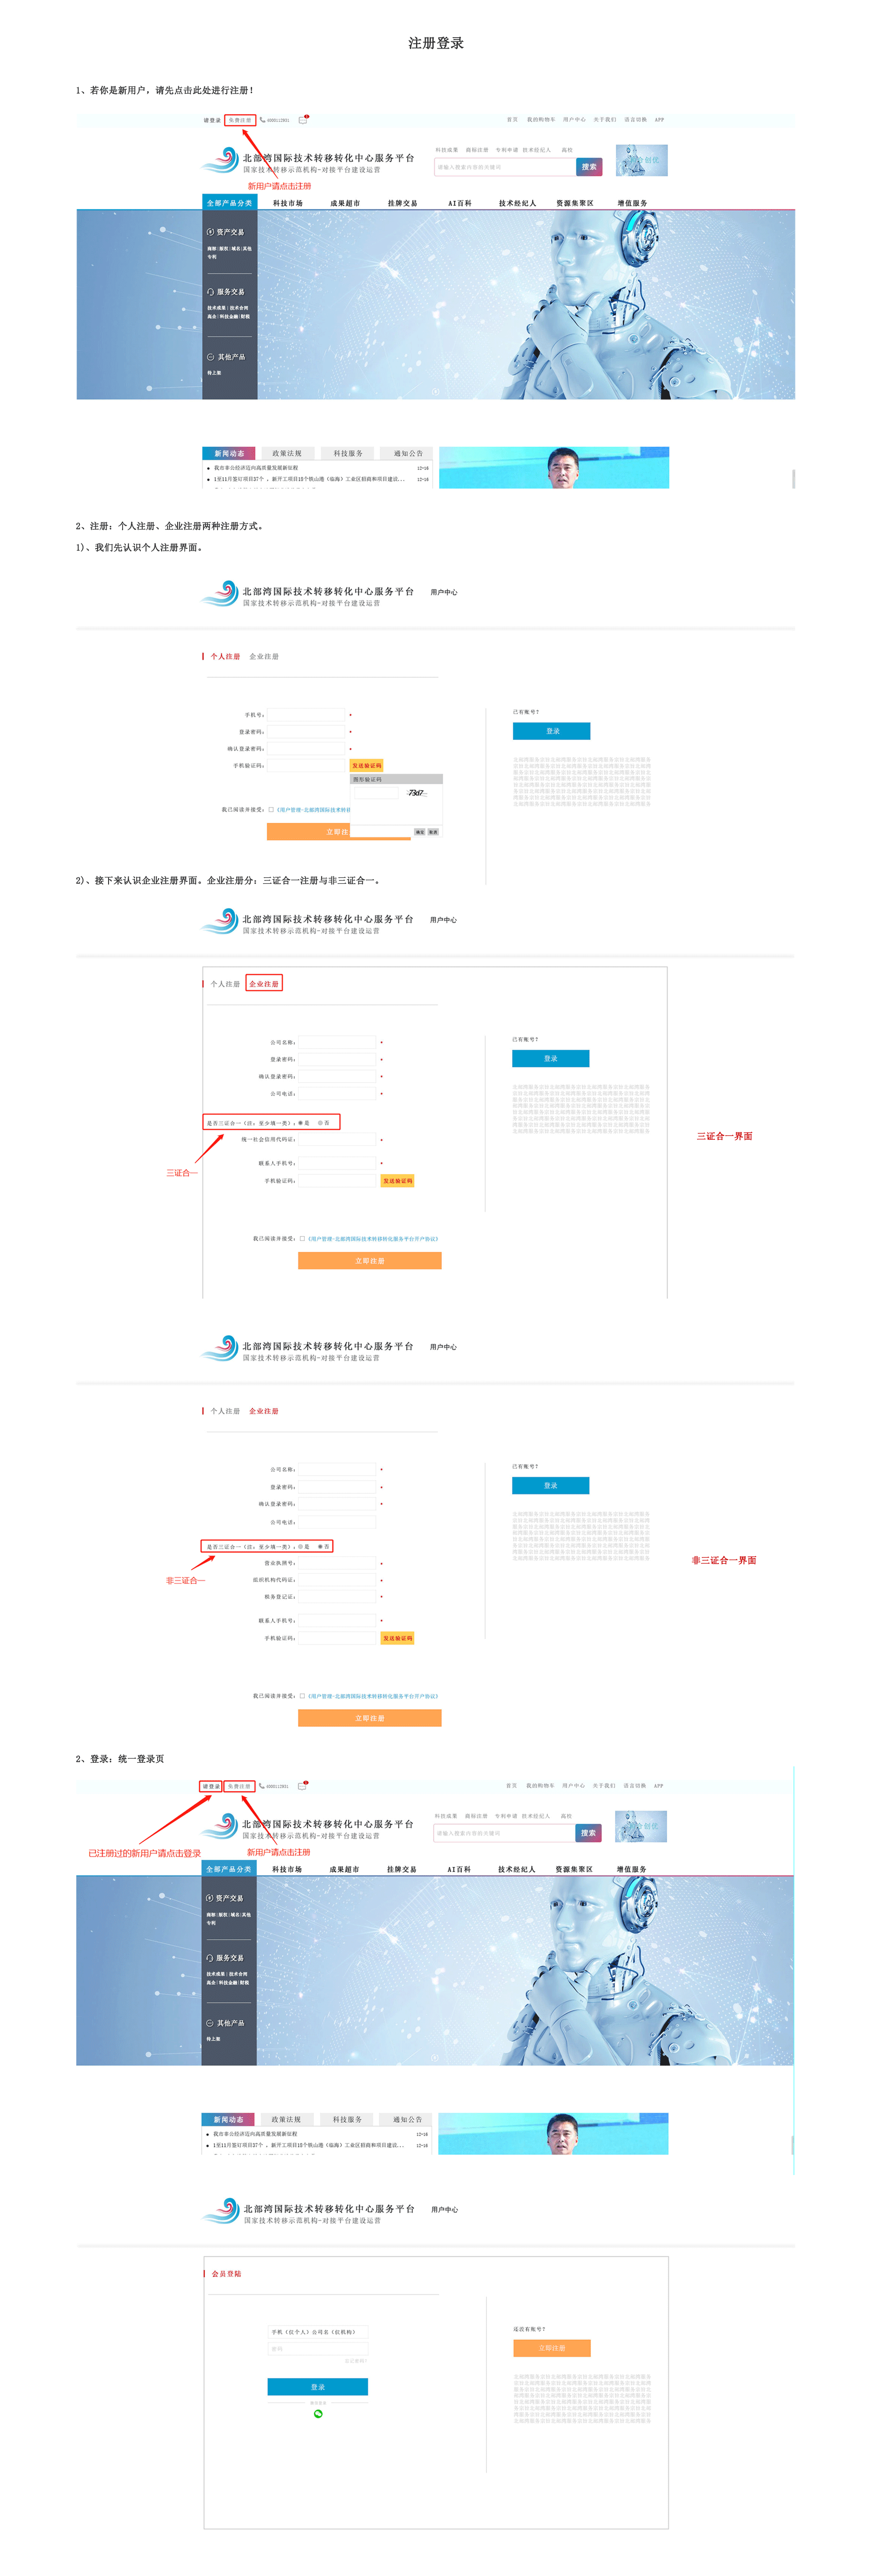 注册登录
1、若你是新用户, 请先点击此处进行注册!
请登录 免费注册
首页 我的购物车 用户中心 关于我们 语言切换 APP
科技成果 商标注册 专利申请 技术经纪人 高校
北部湾国际技术转移转化中心服务平台
国家技术转移示范机构-对接平台建设运营
请输入搜索内容的关键词 搜索
新用户请点击注册
全部产品分类 科技市场 成果超市 挂牌交易 AI百科 技术经纪人 资源集聚区 增值服务
资产交易
商标|版权|域名|其他
专利
服务交易
技术成果|技术合同
高企|科技金融|财税
其他产品
待上架
新闻动态 政策法规 科技服务 通知公告
我市非公经济迈向高质量发展新征程 12-18
2、注册: 个人注册、企业注册两种注册方式。
1)、我们先认识个人注册界面。
北部湾国际技术转移转化中心服务平台 用户中心
国家技术转移示范机构-对接平台建设运营
个人注册 企业注册
手机号: *
已有账号?
登录密码: *
登录
确认登录密码: *
手机验证码: 发送验证码
图形验证码
我已阅读并接受: 《用户管理-北部湾国际技术转移
立即注
2)、接下来认识企业注册界面。企业注册分: 三证合一注册与非三证合一。
北部湾国际技术转移转化中心服务平台 用户中心
国家技术转移示范机构-对接平台建设运营
个人注册 企业注册
公司名称: *
已有账号?
登录密码: *
登录
确认登录密码: *
公司电话: *
是否三证合一(注: 至少填一类): 是 否
三证合一界面
统一社会信用代码证: *
联系人手机号: *
三证合一
手机验证码: 发送验证码
我已阅读并接受: 《用户管理-北部湾国际技术转移转化服务平台开户协议》
立即注册
北部湾国际技术转移转化中心服务平台 用户中心
国家技术转移示范机构-对接平台建设运营
个人注册 企业注册
公司名称: *
已有账号?
登录密码: *
登录
确认登录密码: *
公司电话:
是否三证合一(注: 至少填一类): 是 否
非三证合一界面
营业执照号: *
非三证合一
组织机构代码证: *
税务登记证: *
联系人手机号: *
手机验证码: 发送验证码
我已阅读并接受: 《用户管理-北部湾国际技术转移转化服务平台开户协议》
立即注册
2、登录: 统一登录页
请登录 免费注册
首页 我的购物车 用户中心 关于我们 语言切换 APP
科技成果 商标注册 专利申请 技术经纪人 高校
北部湾国际技术转移转化中心服务平台
国家技术转移示范机构-对接平台建设运营
请输入搜索内容的关键词 搜索
已注册过的新用户请点击登录 新用户请点击注册
全部产品分类 科技市场 成果超市 挂牌交易 AI百科 技术经纪人 资源集聚区 增值服务
资产交易
商标|版权|域名|其他
专利
服务交易
技术成果|技术合同
高企|科技金融|财税
其他产品
待上架
新闻动态 政策法规 科技服务 通知公告
我市非公经济迈向高质量发展新征程 12-18
北部湾国际技术转移转化中心服务平台 用户中心
国家技术转移示范机构-对接平台建设运营
会员登陆
手机(仅个人)公司名(仅机构)
还没有账号?
密码
立即注册
忘记密码?
登录